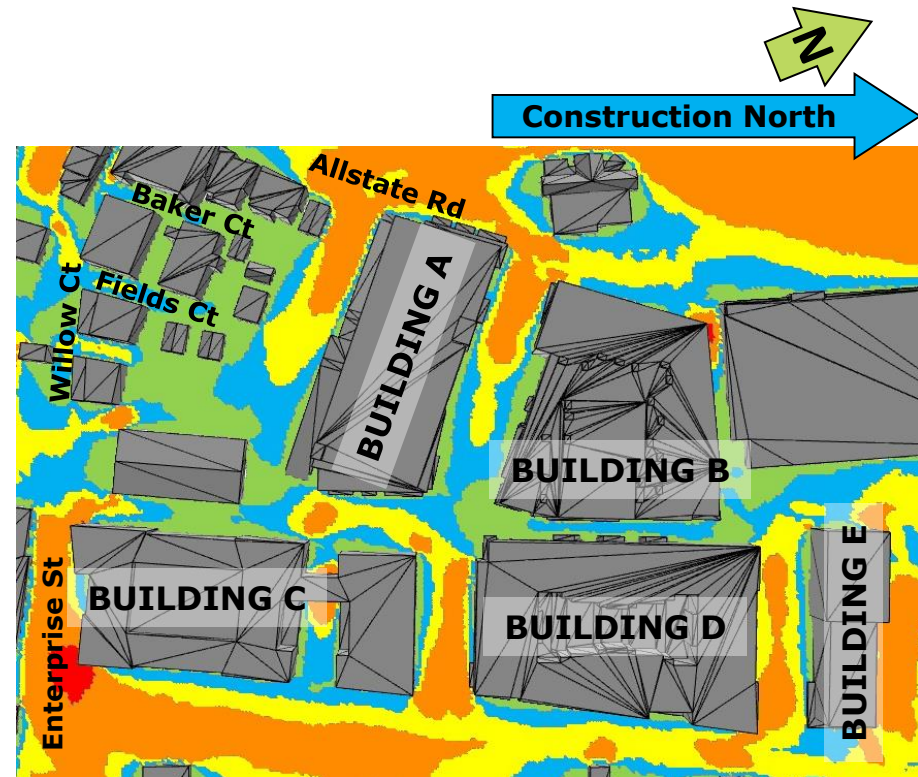 N
Construction North
Allstate Rd
Baker Ct
Fields Ct
Willow Ct
BUILDING A
BUILDING B
BUILDING C
BUILDING D
BUILDING E
Enterprise St